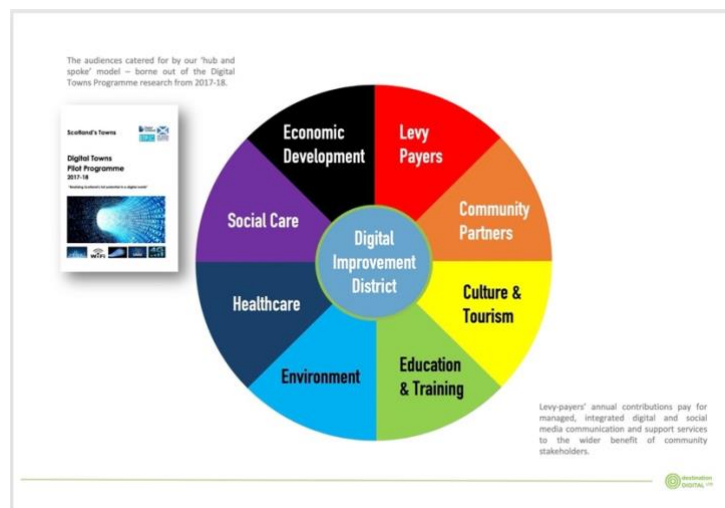 The audiences catered for by our 'hub and
spoke' model – borne out of the Digital
Towns Programme research from 2017-18.
Scotland's Towns
Digital Towns
Pilot Programme
2017-18
WiFi
Economic
Development
Levy
Payers
Community
Partners
Culture &
Tourism
Education
& Training
Environment
Healthcare
Social Care
Digital
Improvement
District
Levy-payers' annual contributions pay for
managed, integrated digital and social
media communication and support services
to the wider benefit of community
stakeholders.
destination
DIGITAL